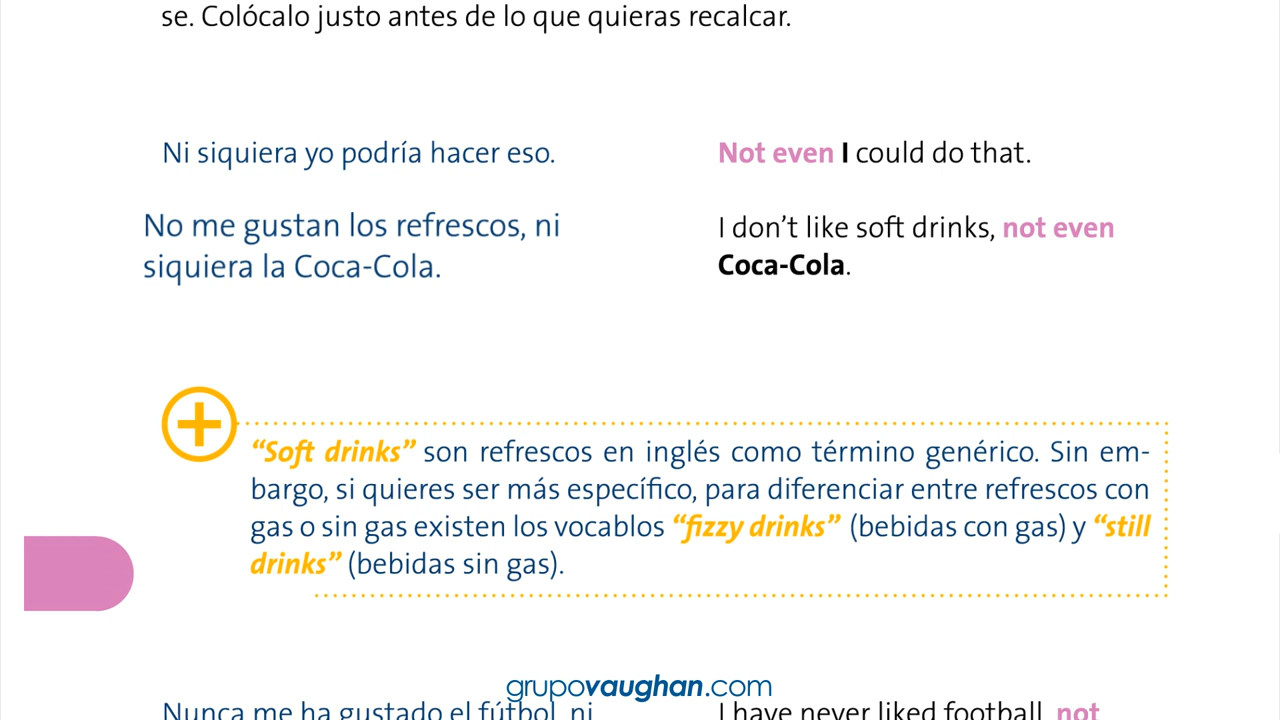 se. Colócalo justo antes de lo que quieras recalcar.
Ni siquiera yo podría hacer eso.
Not even I could do that.
No me gustan los refrescos, ni
siquiera la Coca-Cola.
I don’t like soft drinks, not even
Coca-Cola.
“Soft drinks” son refrescos en inglés como término genérico. Sin em-
bargo, si quieres ser más específico, para diferenciar entre refrescos con
gas o sin gas existen los vocablos “fizzy drinks” (bebidas con gas) y “still
drinks” (bebidas sin gas).
grupovaughan.com
Nunca me ha gustado el fútbol, ni
I have never liked football, not